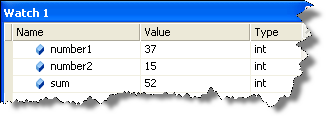 Watch 1
Name Value Type
number1 37 int
number2 15 int
sum 52 int